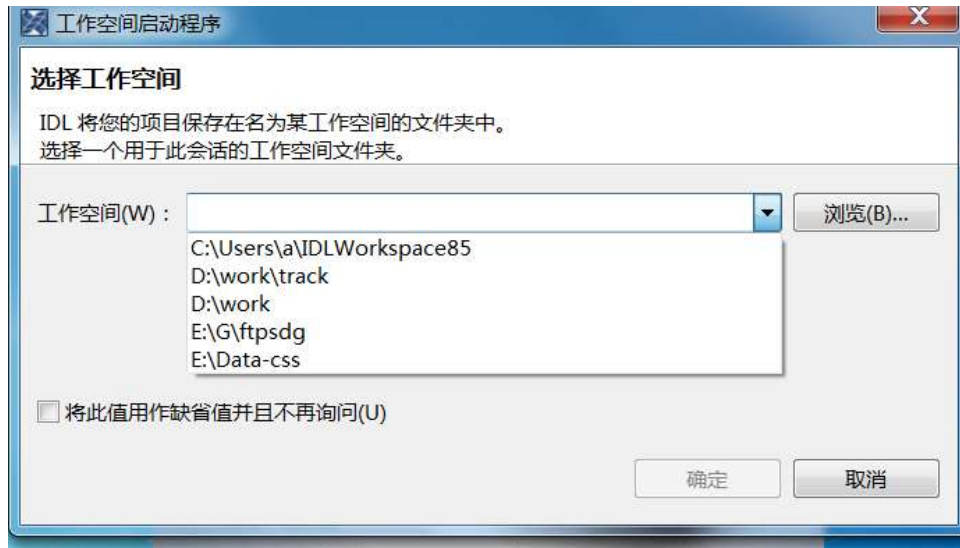 工作空间启动程序
选择工作空间
IDL 将您的项目保存在名为某工作空间的文件夹中。
选择一个用于此会话的工作空间文件夹。
工作空间(W)： 浏览(B)...
C:\Users\a\IDLWorkspace85
D:\work\track
D:\work
E:\G\ftpsdg
E:\Data-css
将此值用作缺省值并且不再询问(U)
确定 取消